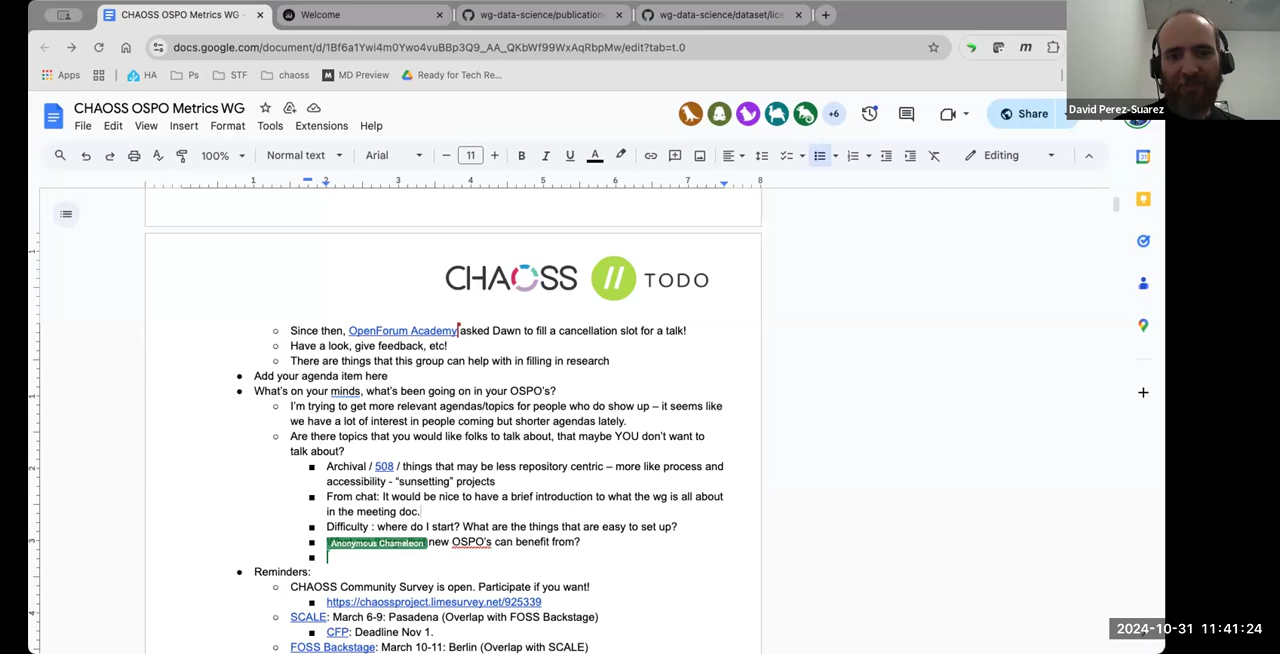 CHAOSS OSPO Metrics WG -
Welcome
wg-data-science/publication
wg-data-science/dataset/lice
docs.google.com/document/d/1Bf6a1Ywi4m0Ywo4vuBBp3Q9_AA_QKbWf99WxAqRbpMw/edit?tab=t.0
Apps
HA
Ps
STF
chaoss
MD Preview
Ready for Tech Re...
David Perez-Suarez
CHAOSS OSPO Metrics WG
+6
Share
File Edit View Insert Format Tools Extensions Help
100% Normal text Arial 11 B I U A Editing
1 2 3 4 5 6 7 8
CHAOSS // TODO
Since then, OpenForum Academy asked Dawn to fill a cancellation slot for a talk!
Have a look, give feedback, etc!
There are things that this group can help with in filling in research
Add your agenda item here
What's on your minds, what's been going on in your OSPO's?
I'm trying to get more relevant agendas/topics for people who do show up – it seems like
we have a lot of interest in people coming but shorter agendas lately.
Are there topics that you would like folks to talk about, that maybe YOU don't want to
talk about?
Archival / 508 / things that may be less repository centric – more like process and
accessibility - “sunsetting” projects
From chat: It would be nice to have a brief introduction to what the wg is all about
in the meeting doc.
Difficulty : where do I start? What are the things that are easy to set up?
Anonymous Chameleon new OSPO's can benefit from?
Reminders:
CHAOSS Community Survey is open. Participate if you want!
https://chaossproject.limesurvey.net/925339
SCALE: March 6-9: Pasadena (Overlap with FOSS Backstage)
CFP: Deadline Nov 1.
FOSS Backstage: March 10-11: Berlin (Overlap with SCALE)
2024-10-31 11:41:24